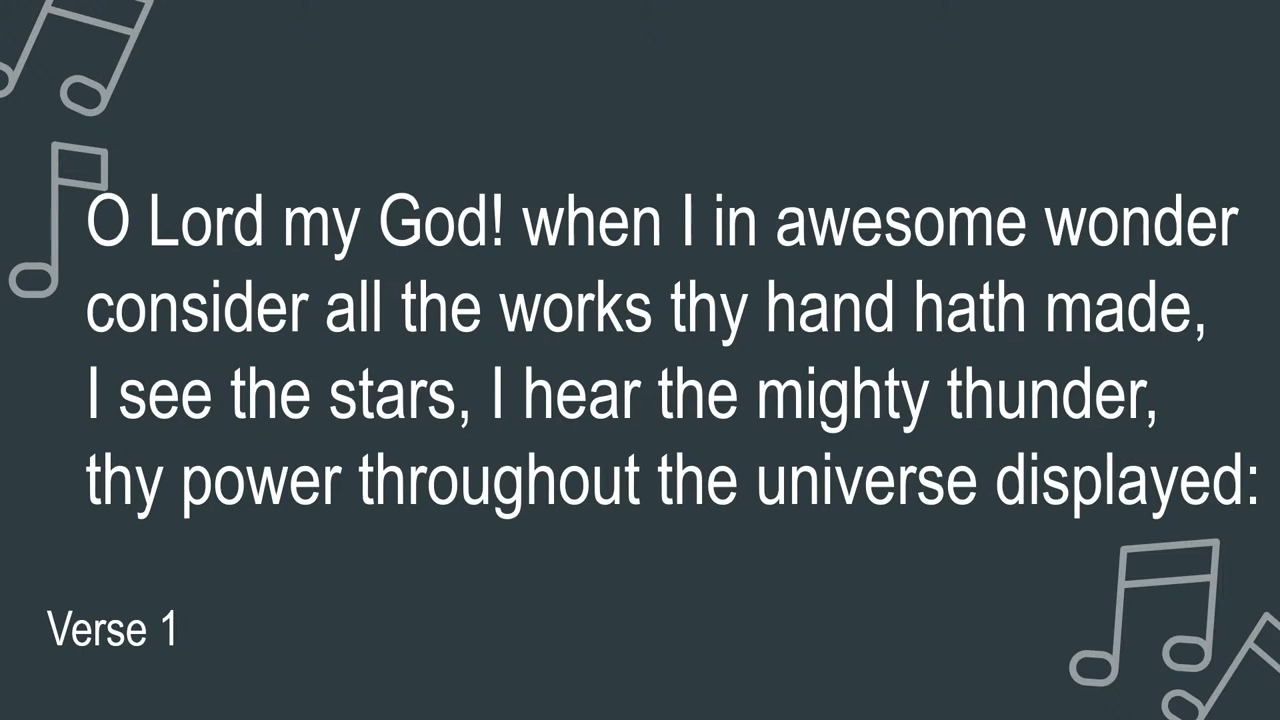 O Lord my God! when I in awesome wonder
consider all the works thy hand hath made,
I see the stars, I hear the mighty thunder,
thy power throughout the universe displayed:
Verse 1